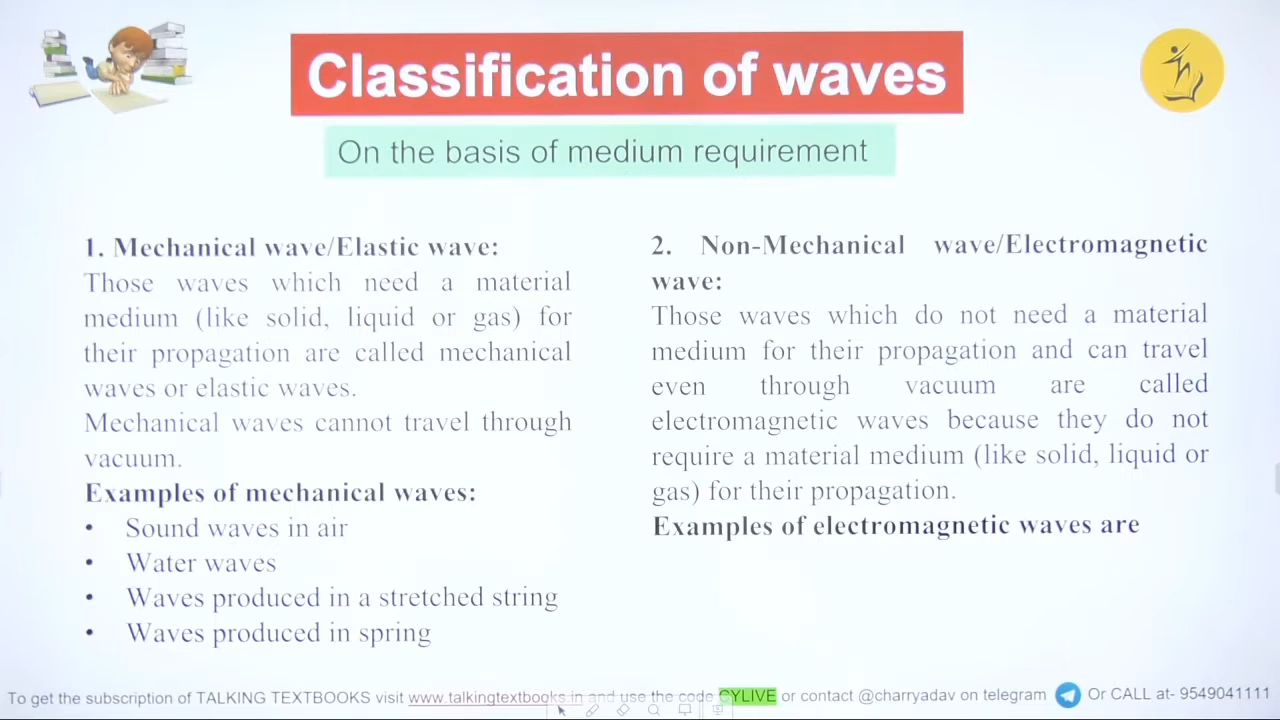 Classification of waves
On the basis of medium requirement
1. Mechanical wave/Elastic wave:
Those waves which need a material
medium (like solid, liquid or gas) for
their propagation are called mechanical
waves or elastic waves.
Mechanical waves cannot travel through
vacuum.
Examples of mechanical waves:
• Sound waves in air
• Water waves
• Waves produced in a stretched string
• Waves produced in spring
2. Non-Mechanical wave/Electromagnetic
wave:
Those waves which do not need a material
medium for their propagation and can travel
even through vacuum are called
electromagnetic waves because they do not
require a material medium (like solid, liquid or
gas) for their propagation.
Examples of electromagnetic waves are
To get the subscription of TALKING TEXTBOOKS visit www.talkingtextbooks.in and use the code CYLIVE or contact @charryadav on telegram Or CALL at- 9549041111